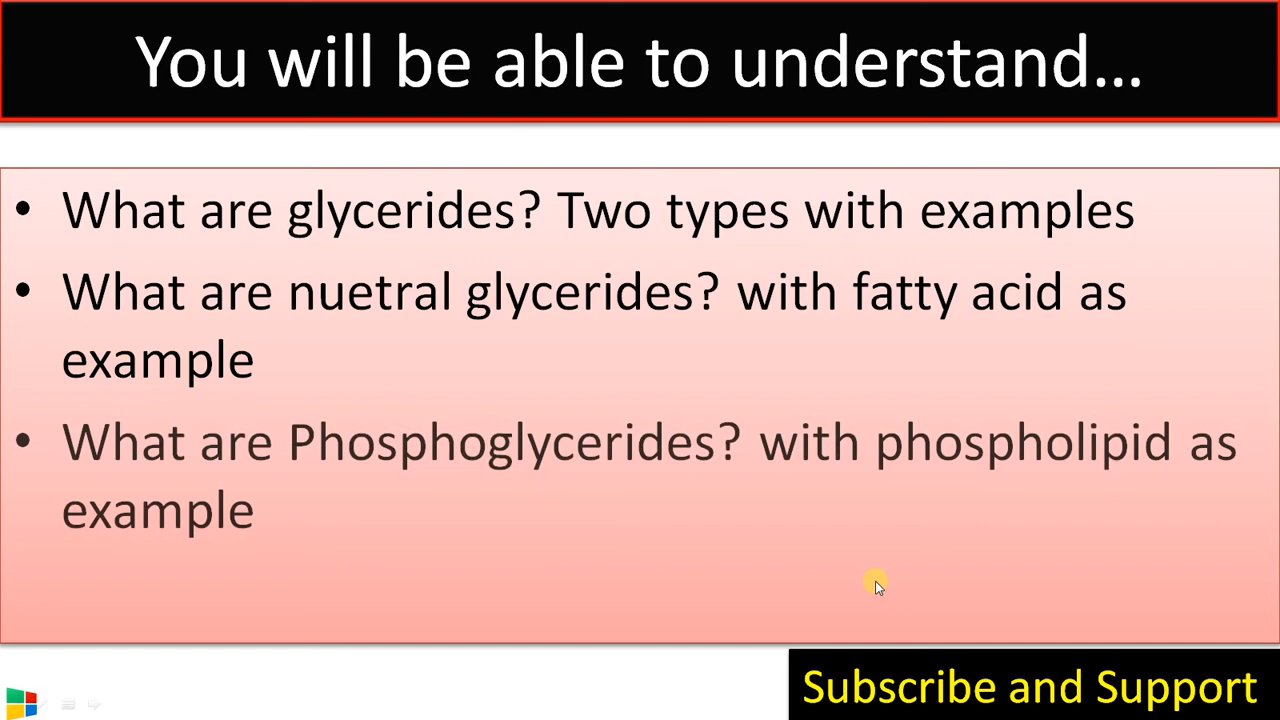 You will be able to understand...
• What are glycerides? Two types with examples
• What are nuetral glycerides? with fatty acid as
example
• What are Phosphoglycerides? with phospholipid as
example
Subscribe and Support